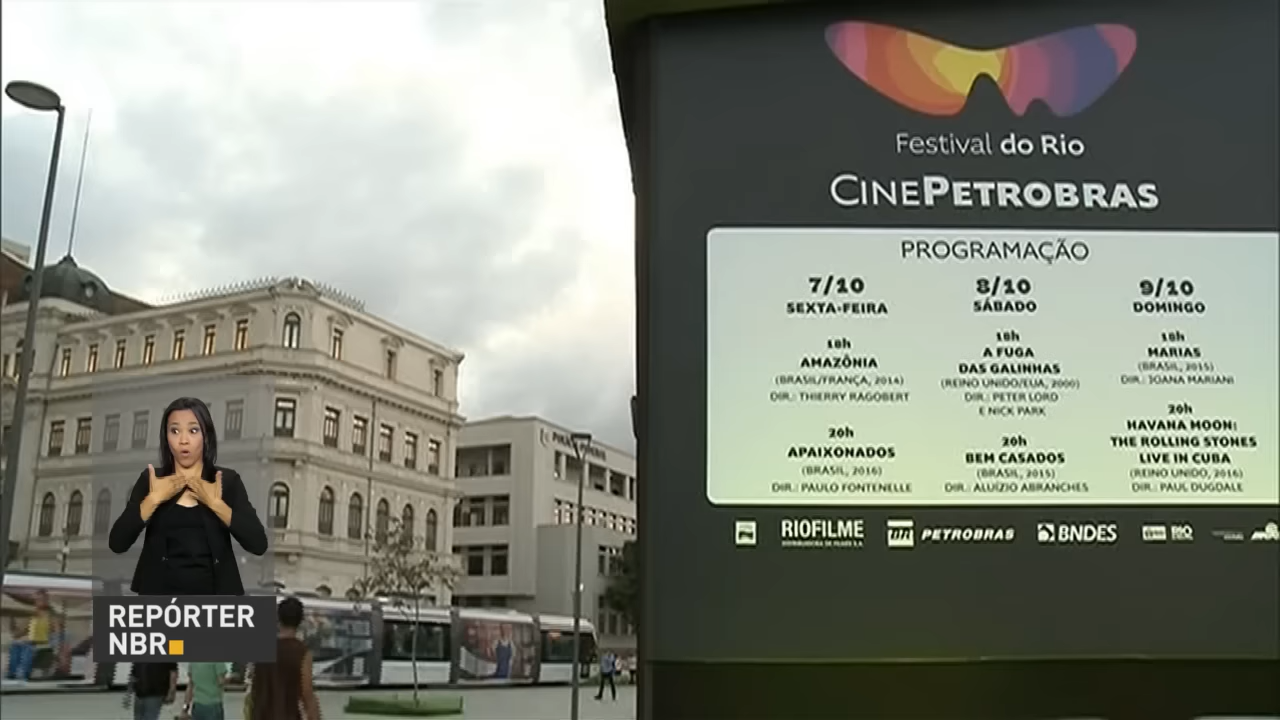 Festival do Rio
CINEPETROBRAS
PROGRAMAÇÃO
7/10
SEXTA-FEIRA
18h
AMAZÔNIA
(BRASIL/FRANÇA, 2014)
DIR.: THIERRY RAGOBERT
20h
APAIXONADOS
(BRASIL, 2016)
DIR.: PAULO FONTENELLE
8/10
SÁBADO
18h
A FUGA
DAS GALINHAS
(REINO UNIDO/EUA, 2000)
DIR.: PETER LORD
E NICK PARK
20h
BEM CASADOS
(BRASIL, 2015)
DIR.: ALUÍZIO ABRANCHES
9/10
DOMINGO
18h
MARIAS
(BRASIL, 2015)
DIR.: JOANA MARIANI
20h
HAVANA MOON:
THE ROLLING STONES
LIVE IN CUBA
(REINO UNIDO, 2016)
DIR.: PAUL DUGDALE
RIOFILME
BR PETROBRAS
BNDES
RIO
REPÓRTER
NBR